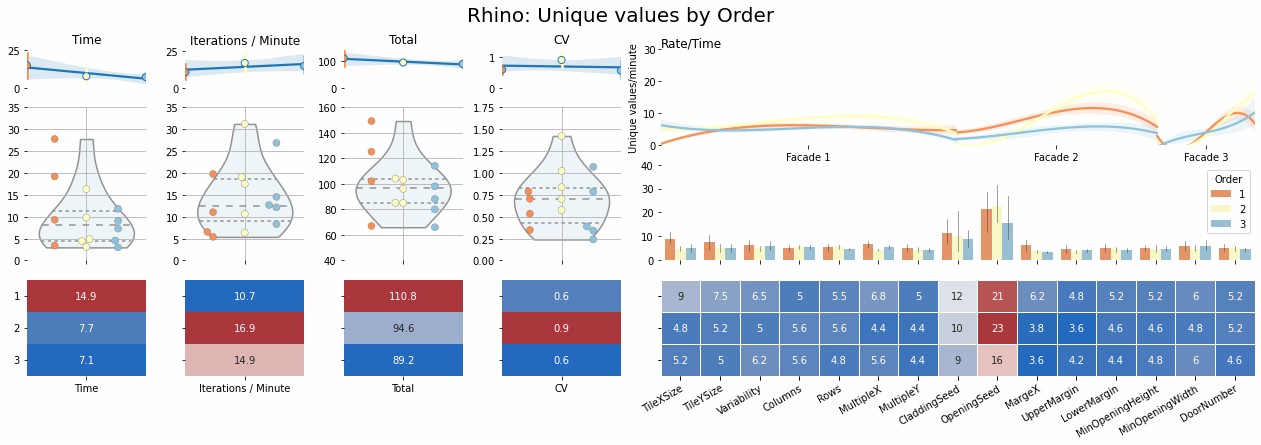 Rhino: Unique values by Order
Time
Iterations / Minute
Total
CV
Rate/Time
25
0
25
0
100
0
1
0
30
20
10
0
Unique values/minute
Facade 1
Facade 2
Facade 3
35
30
25
20
15
10
5
0
35
30
25
20
15
10
5
0
160
140
120
100
80
60
40
1.75
1.50
1.25
1.00
0.75
0.50
0.25
0.00
40
30
20
10
0
Order
1
2
3
1 14.9 10.7 110.8 0.6 9 7.5 6.5 5 5.5 6.8 5 12 21 6.2 4.8 5.2 5.2 6 5.2
2 7.7 16.9 94.6 0.9 4.8 5.2 5 5.6 5.6 4.4 4.4 10 23 3.8 3.6 4.6 4.6 4.8 5.2
3 7.1 14.9 89.2 0.6 5.2 5 6.2 5.6 4.8 5.6 4.4 9 16 3.6 4.2 4.4 4.8 6 4.6
Time
Iterations / Minute
Total
CV
TileXSize
TileYSize
Variability
Columns
Rows
MultipleX
MultipleY
CladdingSeed
OpeningSeed
MargeX
UpperMargin
LowerMargin
MinOpeningHeight
MinOpeningWidth
DoorNumber